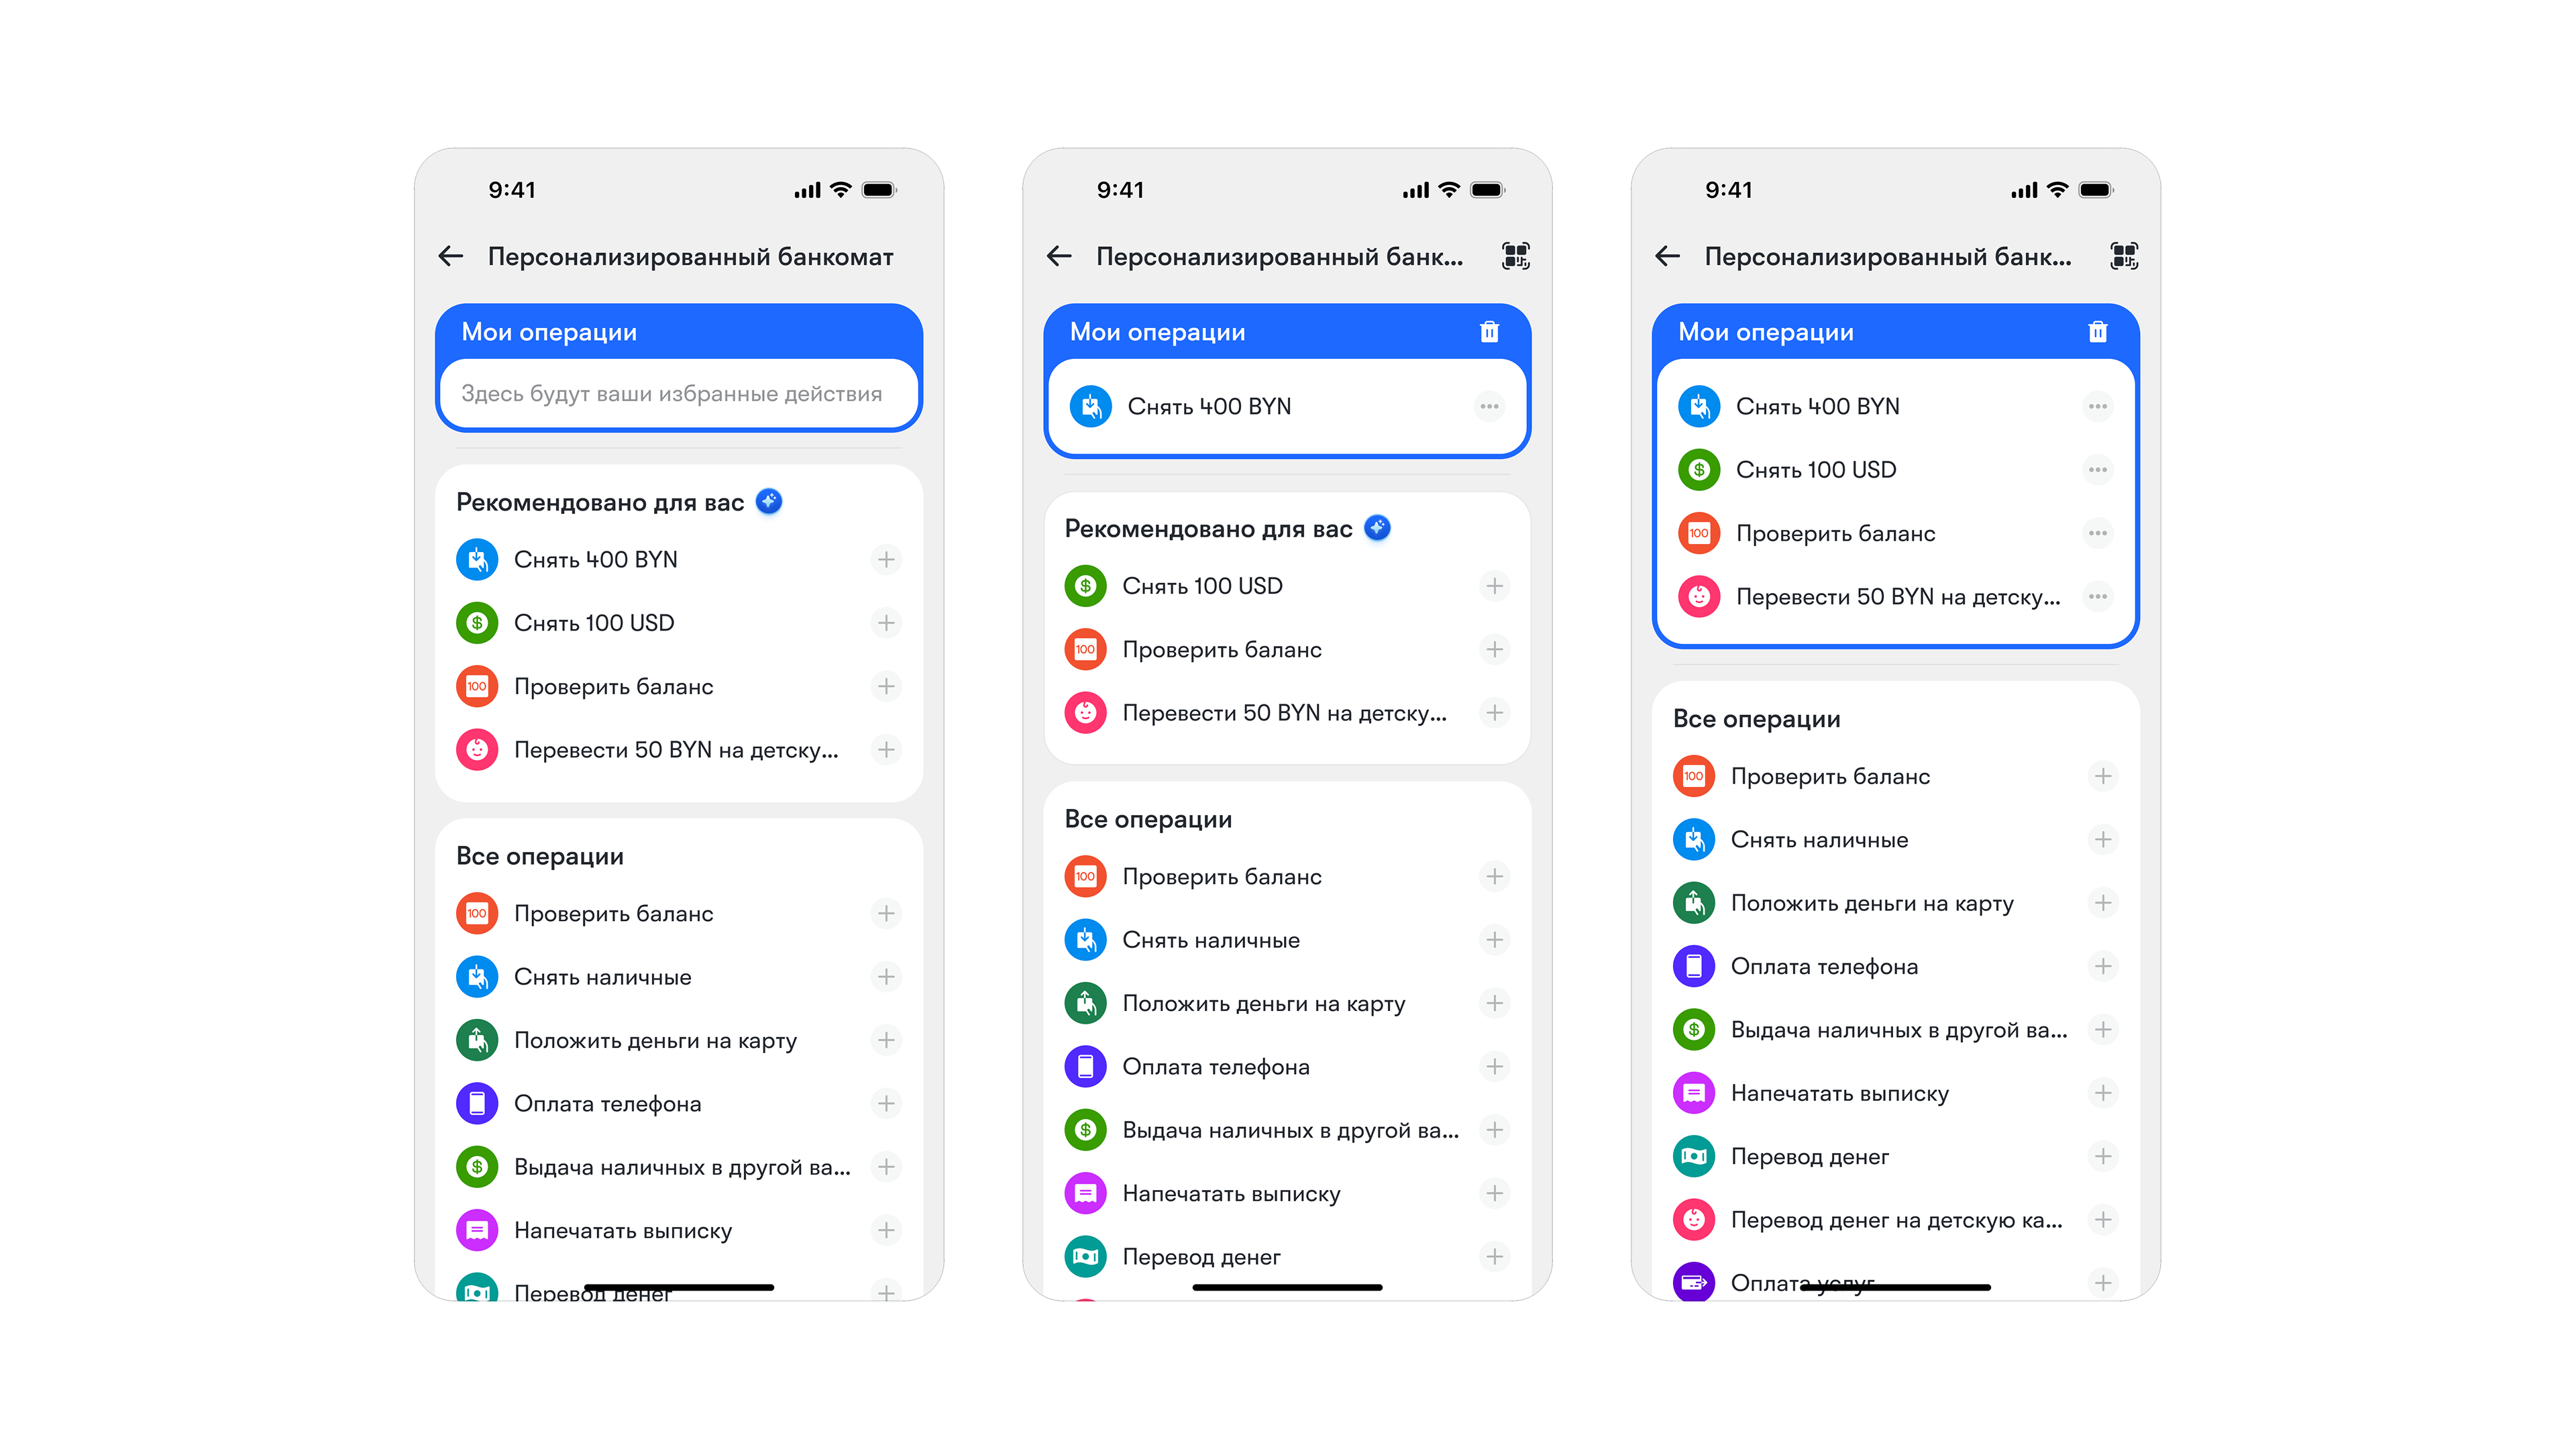 9:41
Персонализированный банкомат
Мои операции
Здесь будут ваши избранные действия
Рекомендовано для вас
Снять 400 BYN
Снять 100 USD
100
Проверить баланс
Перевести 50 BYN на детску...
Все операции
100
Проверить баланс
Снять наличные
Положить деньги на карту
Оплата телефона
Выдача наличных в другой ва...
Напечатать выписку
Перевод денег
9:41
Персонализированный банк...
Мои операции
Снять 400 BYN
Рекомендовано для вас
Снять 100 USD
100
Проверить баланс
Перевести 50 BYN на детску...
Все операции
100
Проверить баланс
Снять наличные
Положить деньги на карту
Оплата телефона
Выдача наличных в другой ва...
Напечатать выписку
Перевод денег
9:41
Персонализированный банк...
Мои операции
Снять 400 BYN
Снять 100 USD
100
Проверить баланс
Перевести 50 BYN на детску...
Все операции
100
Проверить баланс
Снять наличные
Положить деньги на карту
Оплата телефона
Выдача наличных в другой ва...
Напечатать выписку
Перевод денег
Перевод денег на детскую ка...
Оплата услуг